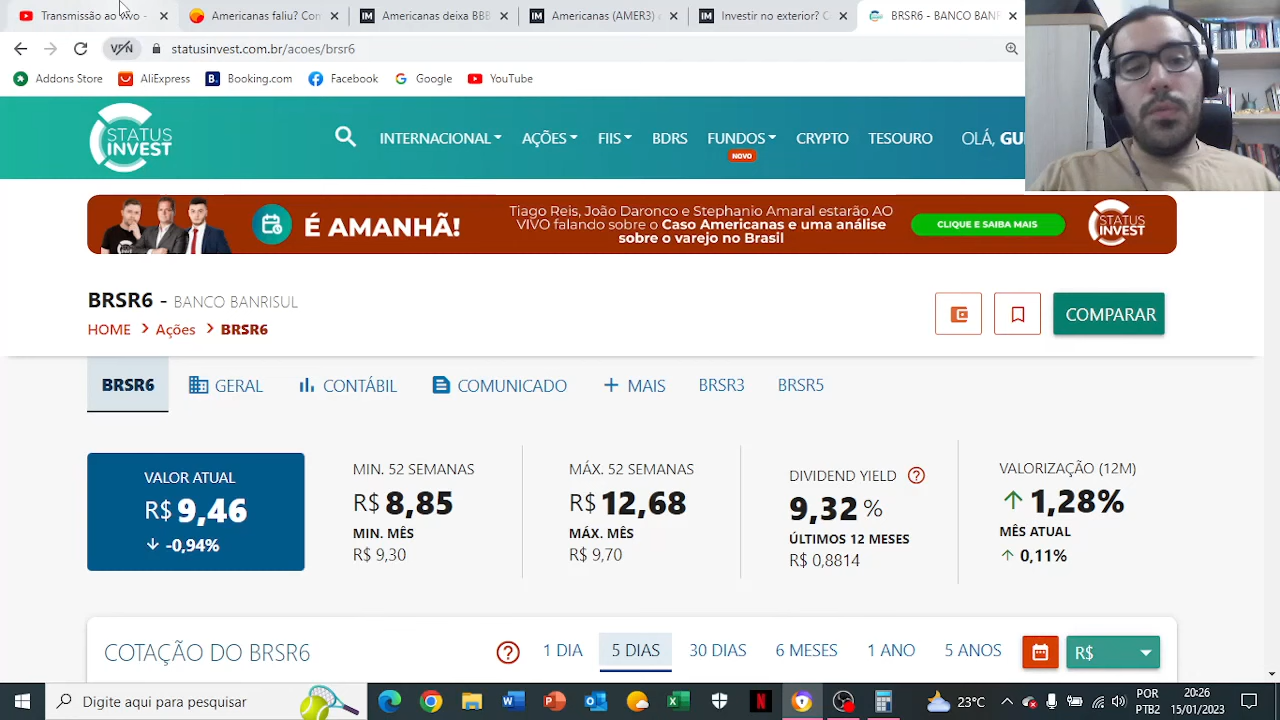 Transmissão ao vivo
Americanas faliu? Con
Americanas deixa BBB
Americanas (AMER3) r
Investir no exterior? C
BRSR6 - BANCO BANR
VPN
statusinvest.com.br/acoes/brsr6
Addons Store
AliExpress
Booking.com
Facebook
Google
YouTube
STATUS
INVEST
INTERNACIONAL
AÇÕES
FIIS
BDRS
FUNDOS
NOVO
CRYPTO
TESOURO
OLÁ, GU
É AMANHÃ!
Tiago Reis, João Daronco e Stephanio Amaral estarão AO
VIVO falando sobre o Caso Americanas e uma análise
sobre o varejo no Brasil
CLIQUE E SAIBA MAIS
STATUS
INVEST
BRSR6 - BANCO BANRISUL
HOME > Ações > BRSR6
COMPARAR
BRSR6
GERAL
CONTÁBIL
COMUNICADO
+ MAIS
BRSR3
BRSR5
VALOR ATUAL
R$ 9,46
-0,94%
MIN. 52 SEMANAS
R$ 8,85
MIN. MÊS
R$ 9,30
MÁX. 52 SEMANAS
R$ 12,68
MÁX. MÊS
R$ 9,70
DIVIDEND YIELD ?
9,32 %
ÚLTIMOS 12 MESES
R$ 0,8814
VALORIZAÇÃO (12M)
1,28%
MÊS ATUAL
0,11%
COTAÇÃO DO BRSR6
?
1 DIA
5 DIAS
30 DIAS
6 MESES
1 ANO
5 ANOS
R$
Digite aqui para pesquisar
23°C
POR
PTB2
20:26
15/01/2023